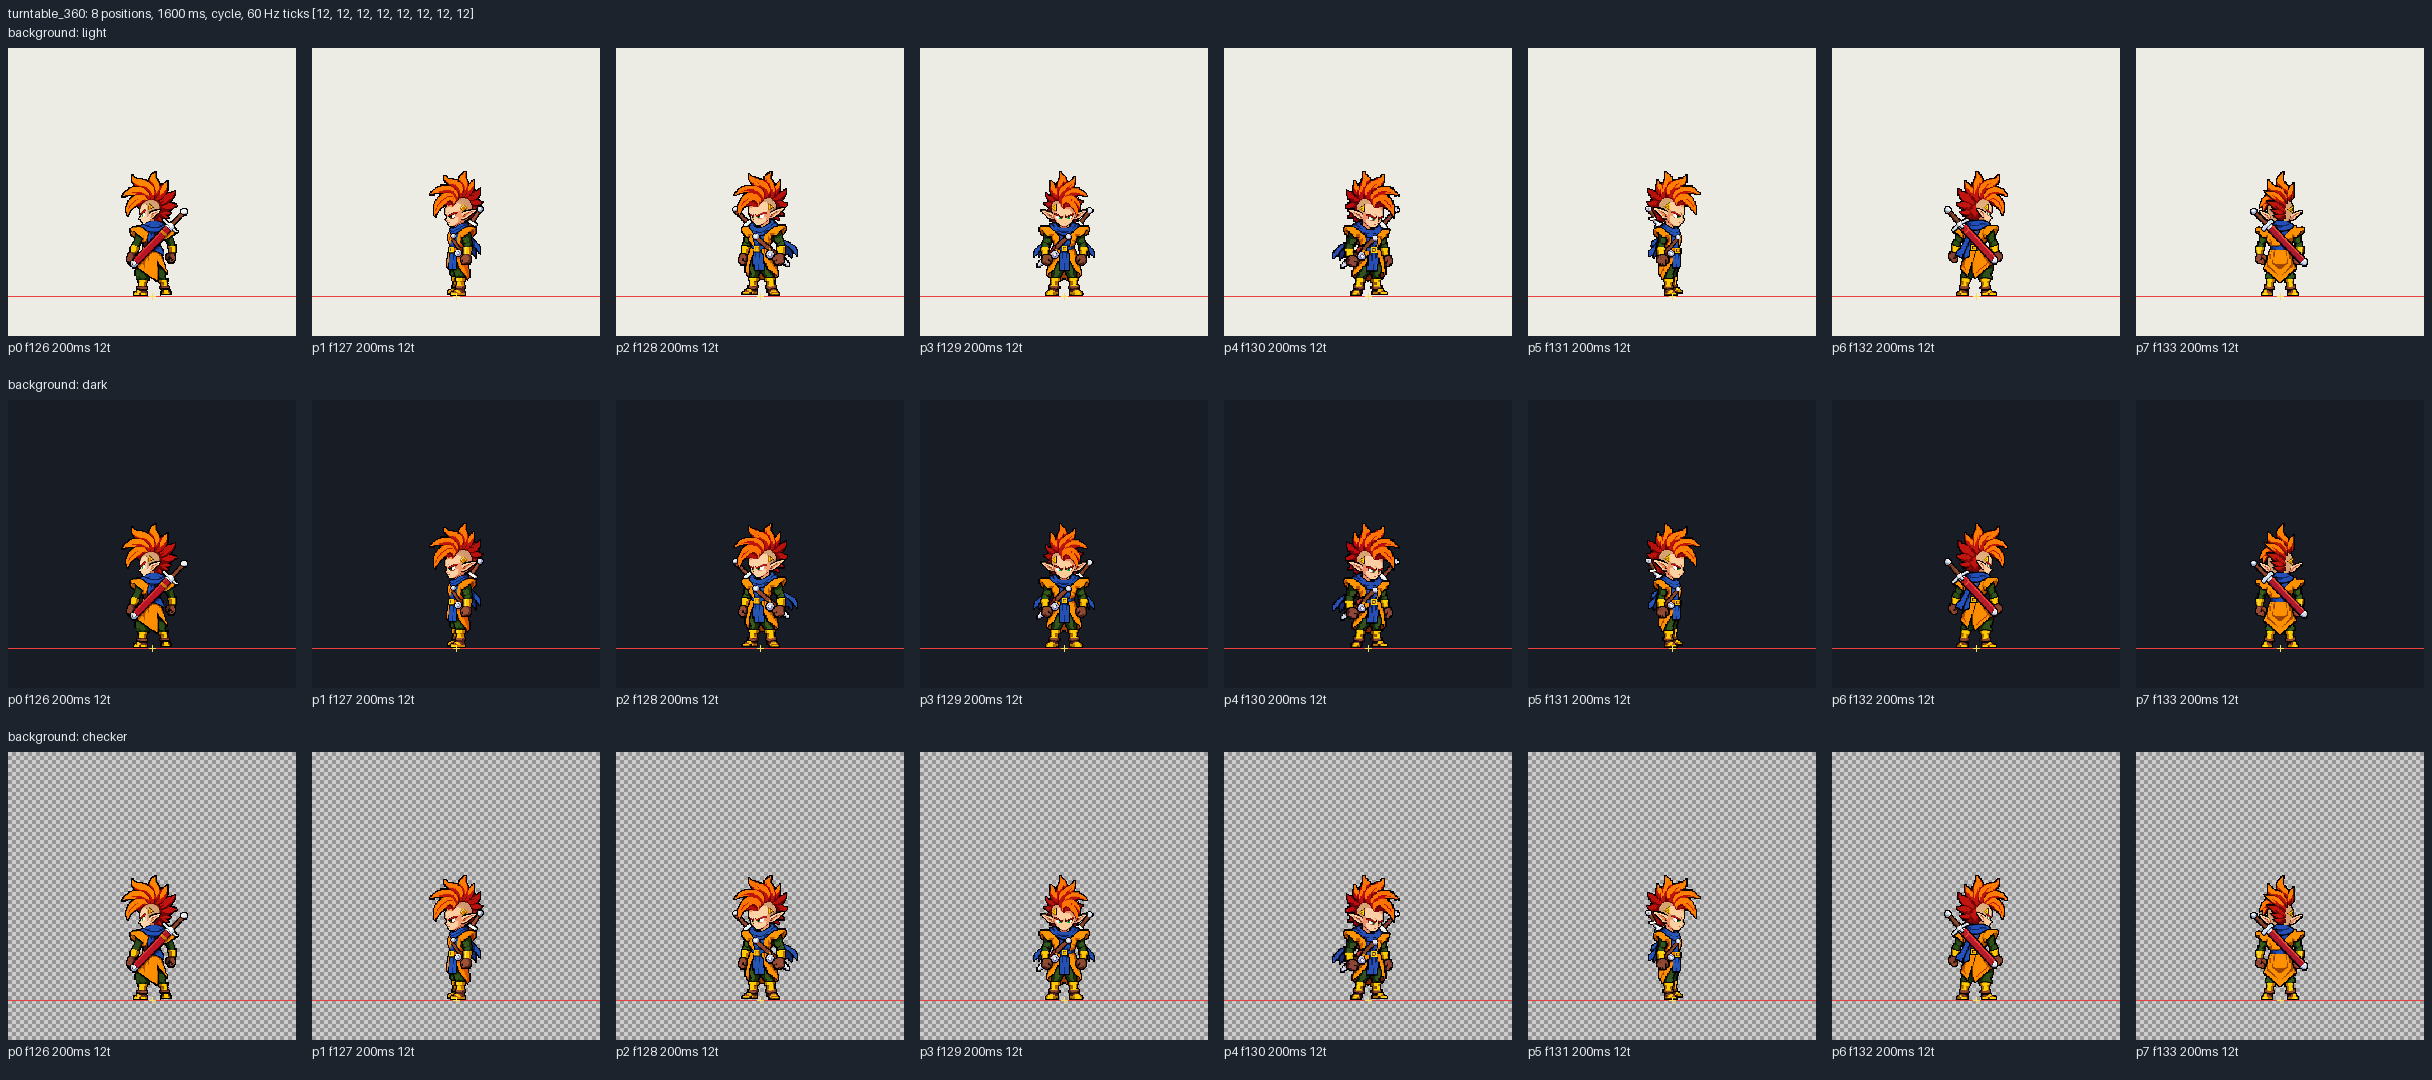 turntable_360: 8 positions, 1600 ms, cycle, 60 Hz ticks [12, 12, 12, 12, 12, 12, 12, 12]
background: light
p0 f126 200ms 12t
p1 f127 200ms 12t
p2 f128 200ms 12t
p3 f129 200ms 12t
p4 f130 200ms 12t
p5 f131 200ms 12t
p6 f132 200ms 12t
p7 f133 200ms 12t
background: dark
p0 f126 200ms 12t
p1 f127 200ms 12t
p2 f128 200ms 12t
p3 f129 200ms 12t
p4 f130 200ms 12t
p5 f131 200ms 12t
p6 f132 200ms 12t
p7 f133 200ms 12t
background: checker
p0 f126 200ms 12t
p1 f127 200ms 12t
p2 f128 200ms 12t
p3 f129 200ms 12t
p4 f130 200ms 12t
p5 f131 200ms 12t
p6 f132 200ms 12t
p7 f133 200ms 12t